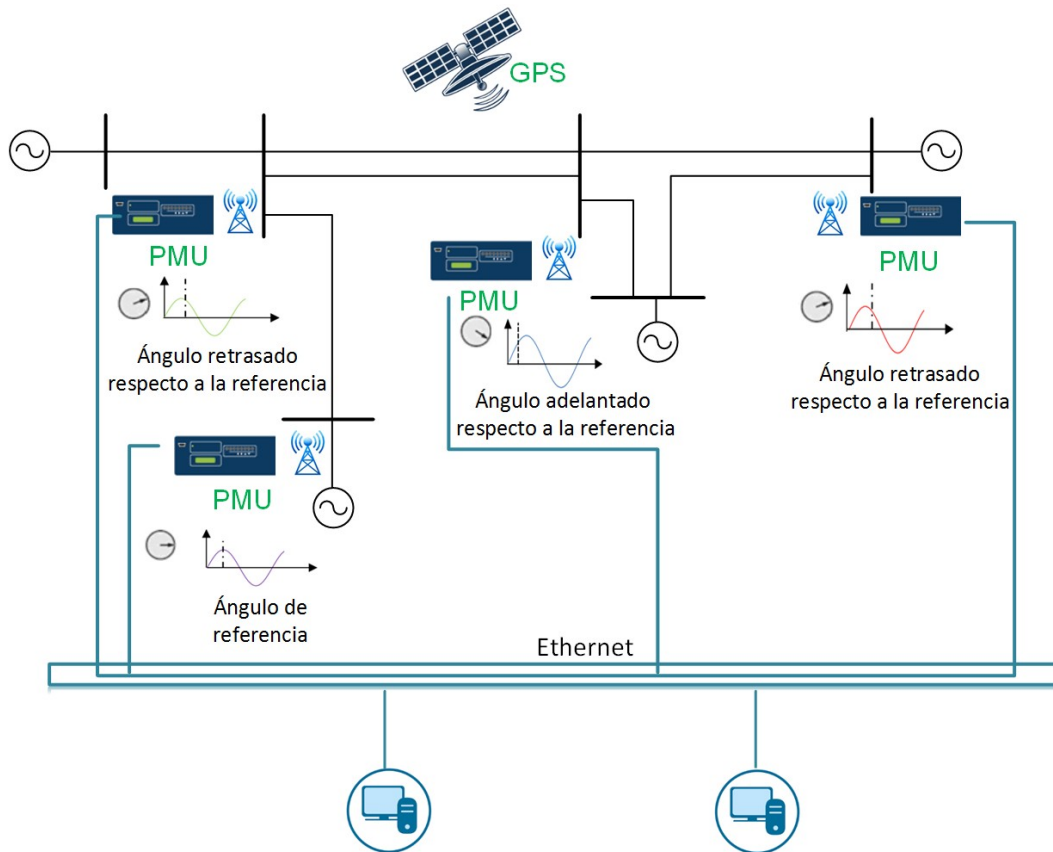 GPS
PMU
Ángulo retrasado
respecto a la referencia
PMU
Ángulo adelantado
respecto a la referencia
PMU
Ángulo retrasado
respecto a la referencia
PMU
Ángulo de
referencia
Ethernet